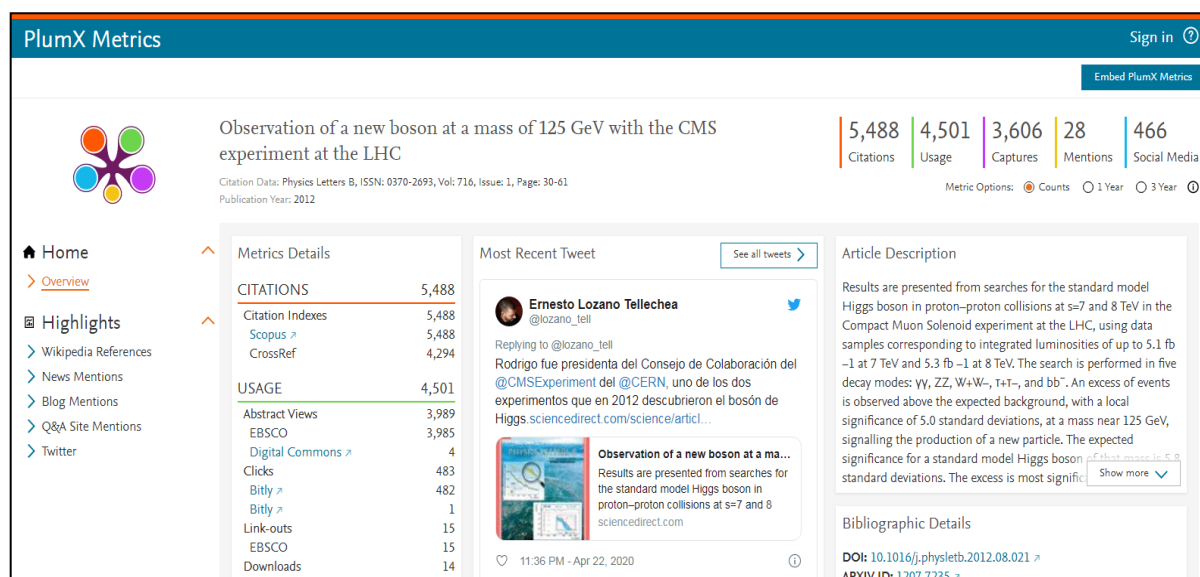 PlumX Metrics
Sign in
Embed PlumX Metrics
Observation of a new boson at a mass of 125 GeV with the CMS
experiment at the LHC
Citation Data: Physics Letters B, ISSN: 0370-2693, Vol: 716, Issue: 1, Page: 30-61
Publication Year: 2012
5,488 4,501 3,606 28 466
Citations Usage Captures Mentions Social Media
Metric Options: Counts 1 Year 3 Year
Home
Overview
Highlights
Wikipedia References
News Mentions
Blog Mentions
Q&A Site Mentions
Twitter
Metrics Details
CITATIONS 5,488
Citation Indexes 5,488
Scopus 5,488
CrossRef 4,294
USAGE 4,501
Abstract Views 3,989
EBSCO 3,985
Digital Commons 4
Clicks 483
Bitly 482
Bitly 1
Link-outs 15
EBSCO 15
Downloads 14
Most Recent Tweet
See all tweets
Ernesto Lozano Tellechea
@lozano_tell
Replying to @lozano_tell
Rodrigo fue presidenta del Consejo de Colaboración del
@CMSExperiment del @CERN, uno de los dos
experimentos que en 2012 descubrieron el bosón de
Higgs.sciencedirect.com/science/articl...
Observation of a new boson at a ma...
Results are presented from searches for
the standard model Higgs boson in
proton–proton collisions at s=7 and 8
sciencedirect.com
11:36 PM - Apr 22, 2020
Article Description
Results are presented from searches for the standard model
Higgs boson in proton–proton collisions at s=7 and 8 TeV in the
Compact Muon Solenoid experiment at the LHC, using data
samples corresponding to integrated luminosities of up to 5.1 fb
–1 at 7 TeV and 5.3 fb–1 at 8 TeV. The search is performed in five
decay modes: γγ, ZZ, W+W–, τ+τ–, and bb¯. An excess of events
is observed above the expected background, with a local
significance of 5.0 standard deviations, at a mass near 125 GeV,
signalling the production of a new particle. The expected
significance for a standard model Higgs boson of that mass is 5.8
standard deviations. The excess is most signific
Show more
Bibliographic Details
DOI: 10.1016/j.physletb.2012.08.021
ARXIV ID: 1207.7235